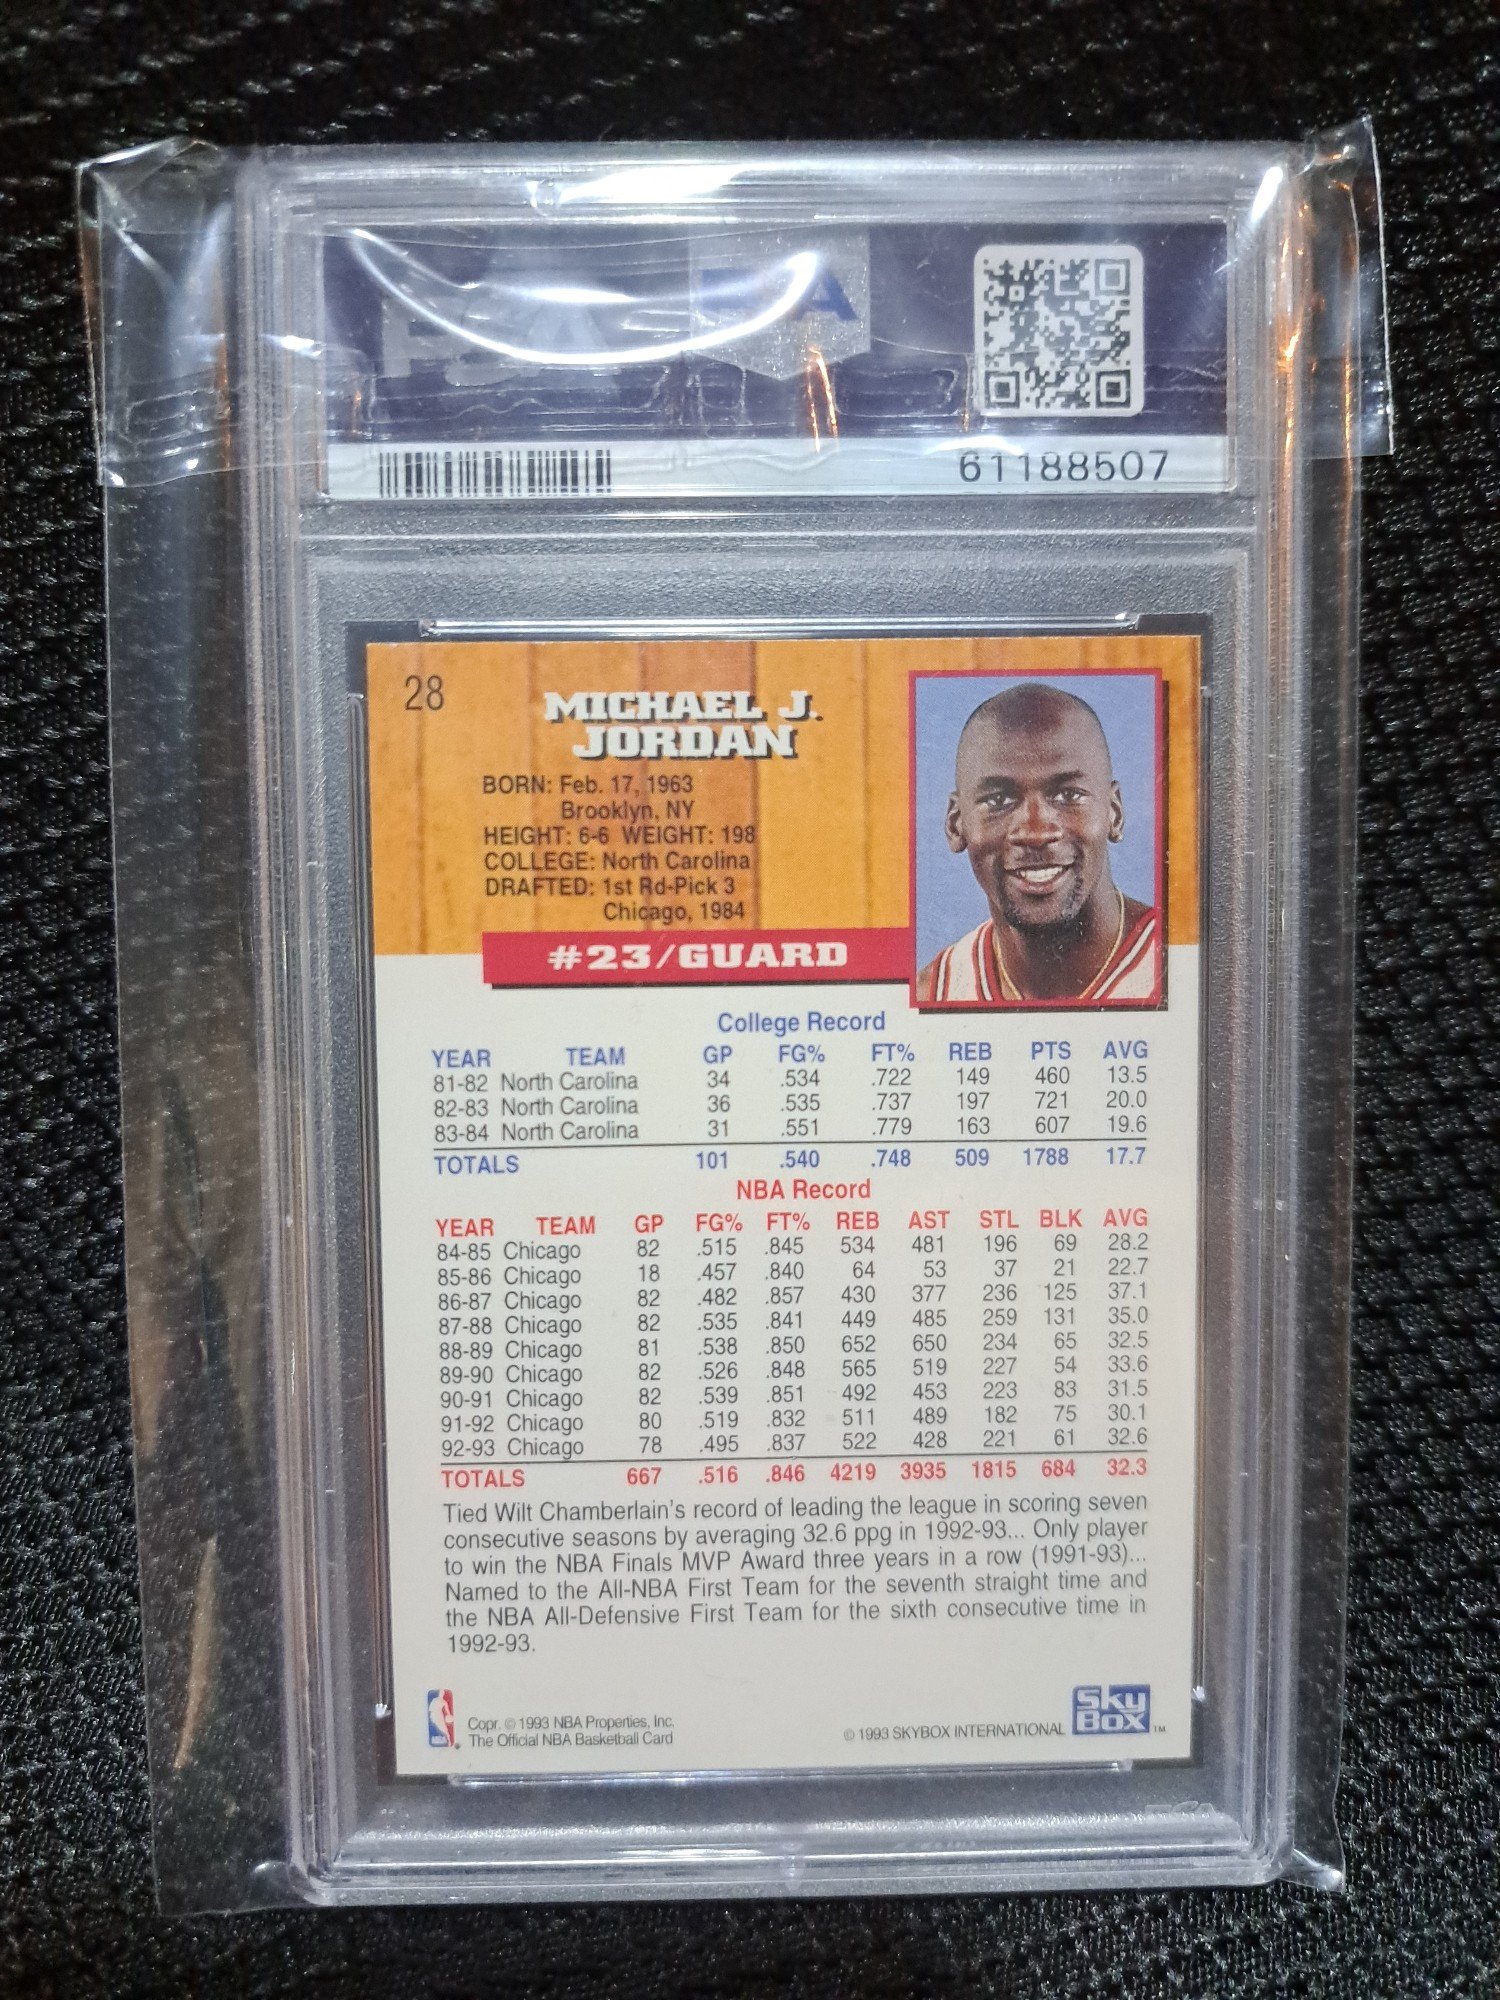 PSA
61188507
28
MICHAEL J.
JORDAN
BORN: Feb. 17, 1963
Brooklyn, NY
HEIGHT: 6-6 WEIGHT: 198
COLLEGE: North Carolina
DRAFTED: 1st Rd-Pick 3
Chicago, 1984
#23/GUARD
College Record
YEAR TEAM GP FG% FT% REB PTS AVG
81-82 North Carolina 34 .534 .722 149 460 13.5
82-83 North Carolina 36 .535 .737 197 721 20.0
83-84 North Carolina 31 .551 .779 163 607 19.6
TOTALS 101 .540 .748 509 1788 17.7
NBA Record
YEAR TEAM GP FG% FT% REB AST STL BLK AVG
84-85 Chicago 82 .515 .845 534 481 196 69 28.2
85-86 Chicago 18 .457 .840 64 53 37 21 22.7
86-87 Chicago 82 .482 .857 430 377 236 125 37.1
87-88 Chicago 82 .535 .841 449 485 259 131 35.0
88-89 Chicago 81 .538 .850 652 650 234 65 32.5
89-90 Chicago 82 .526 .848 565 519 227 54 33.6
90-91 Chicago 82 .539 .851 492 453 223 83 31.5
91-92 Chicago 80 .519 .832 511 489 182 75 30.1
92-93 Chicago 78 .495 .837 522 428 221 61 32.6
TOTALS 667 .516 .846 4219 3935 1815 684 32.3
Tied Wilt Chamberlain's record of leading the league in scoring seven
consecutive seasons by averaging 32.6 ppg in 1992-93... Only player
to win the NBA Finals MVP Award three years in a row (1991-93)...
Named to the All-NBA First Team for the seventh straight time and
the NBA All-Defensive First Team for the sixth consecutive time in
1992-93.
Copr. © 1993 NBA Properties, Inc.
The Official NBA Basketball Card
© 1993 SKYBOX INTERNATIONAL
SkyBox TM